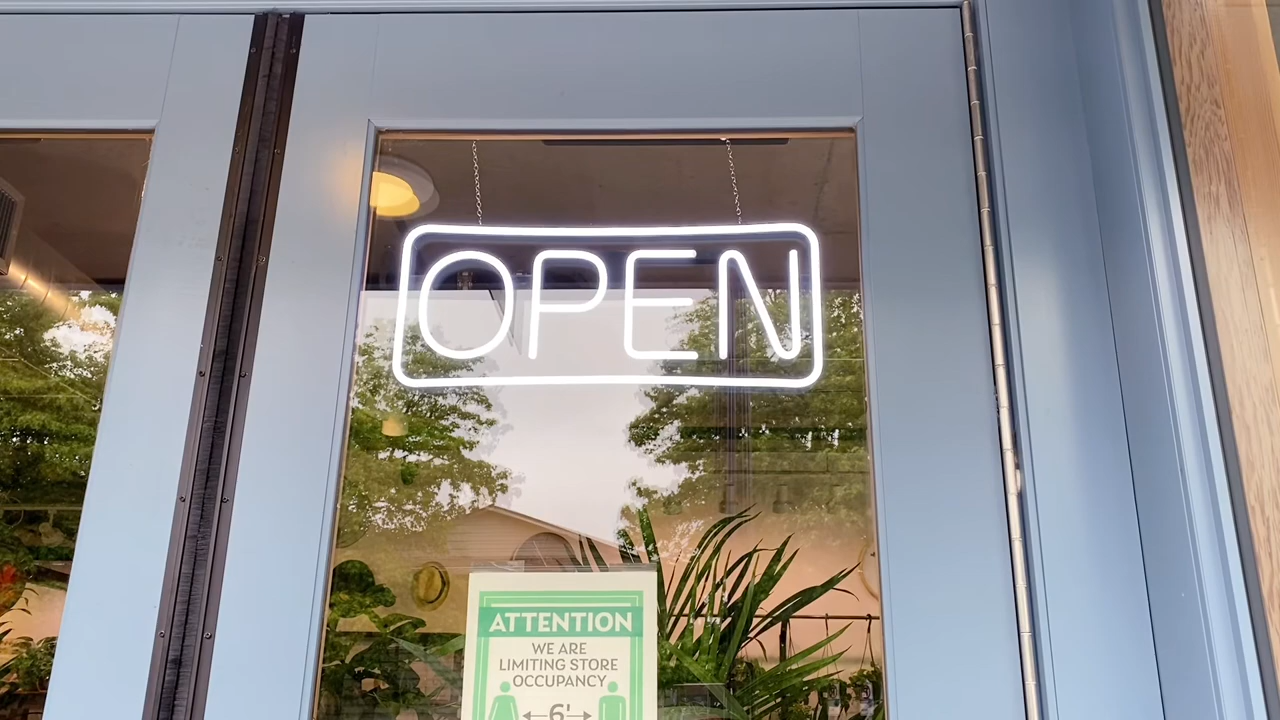 OPEN
ATTENTION
WE ARE
LIMITING STORE
OCCUPANCY
6'